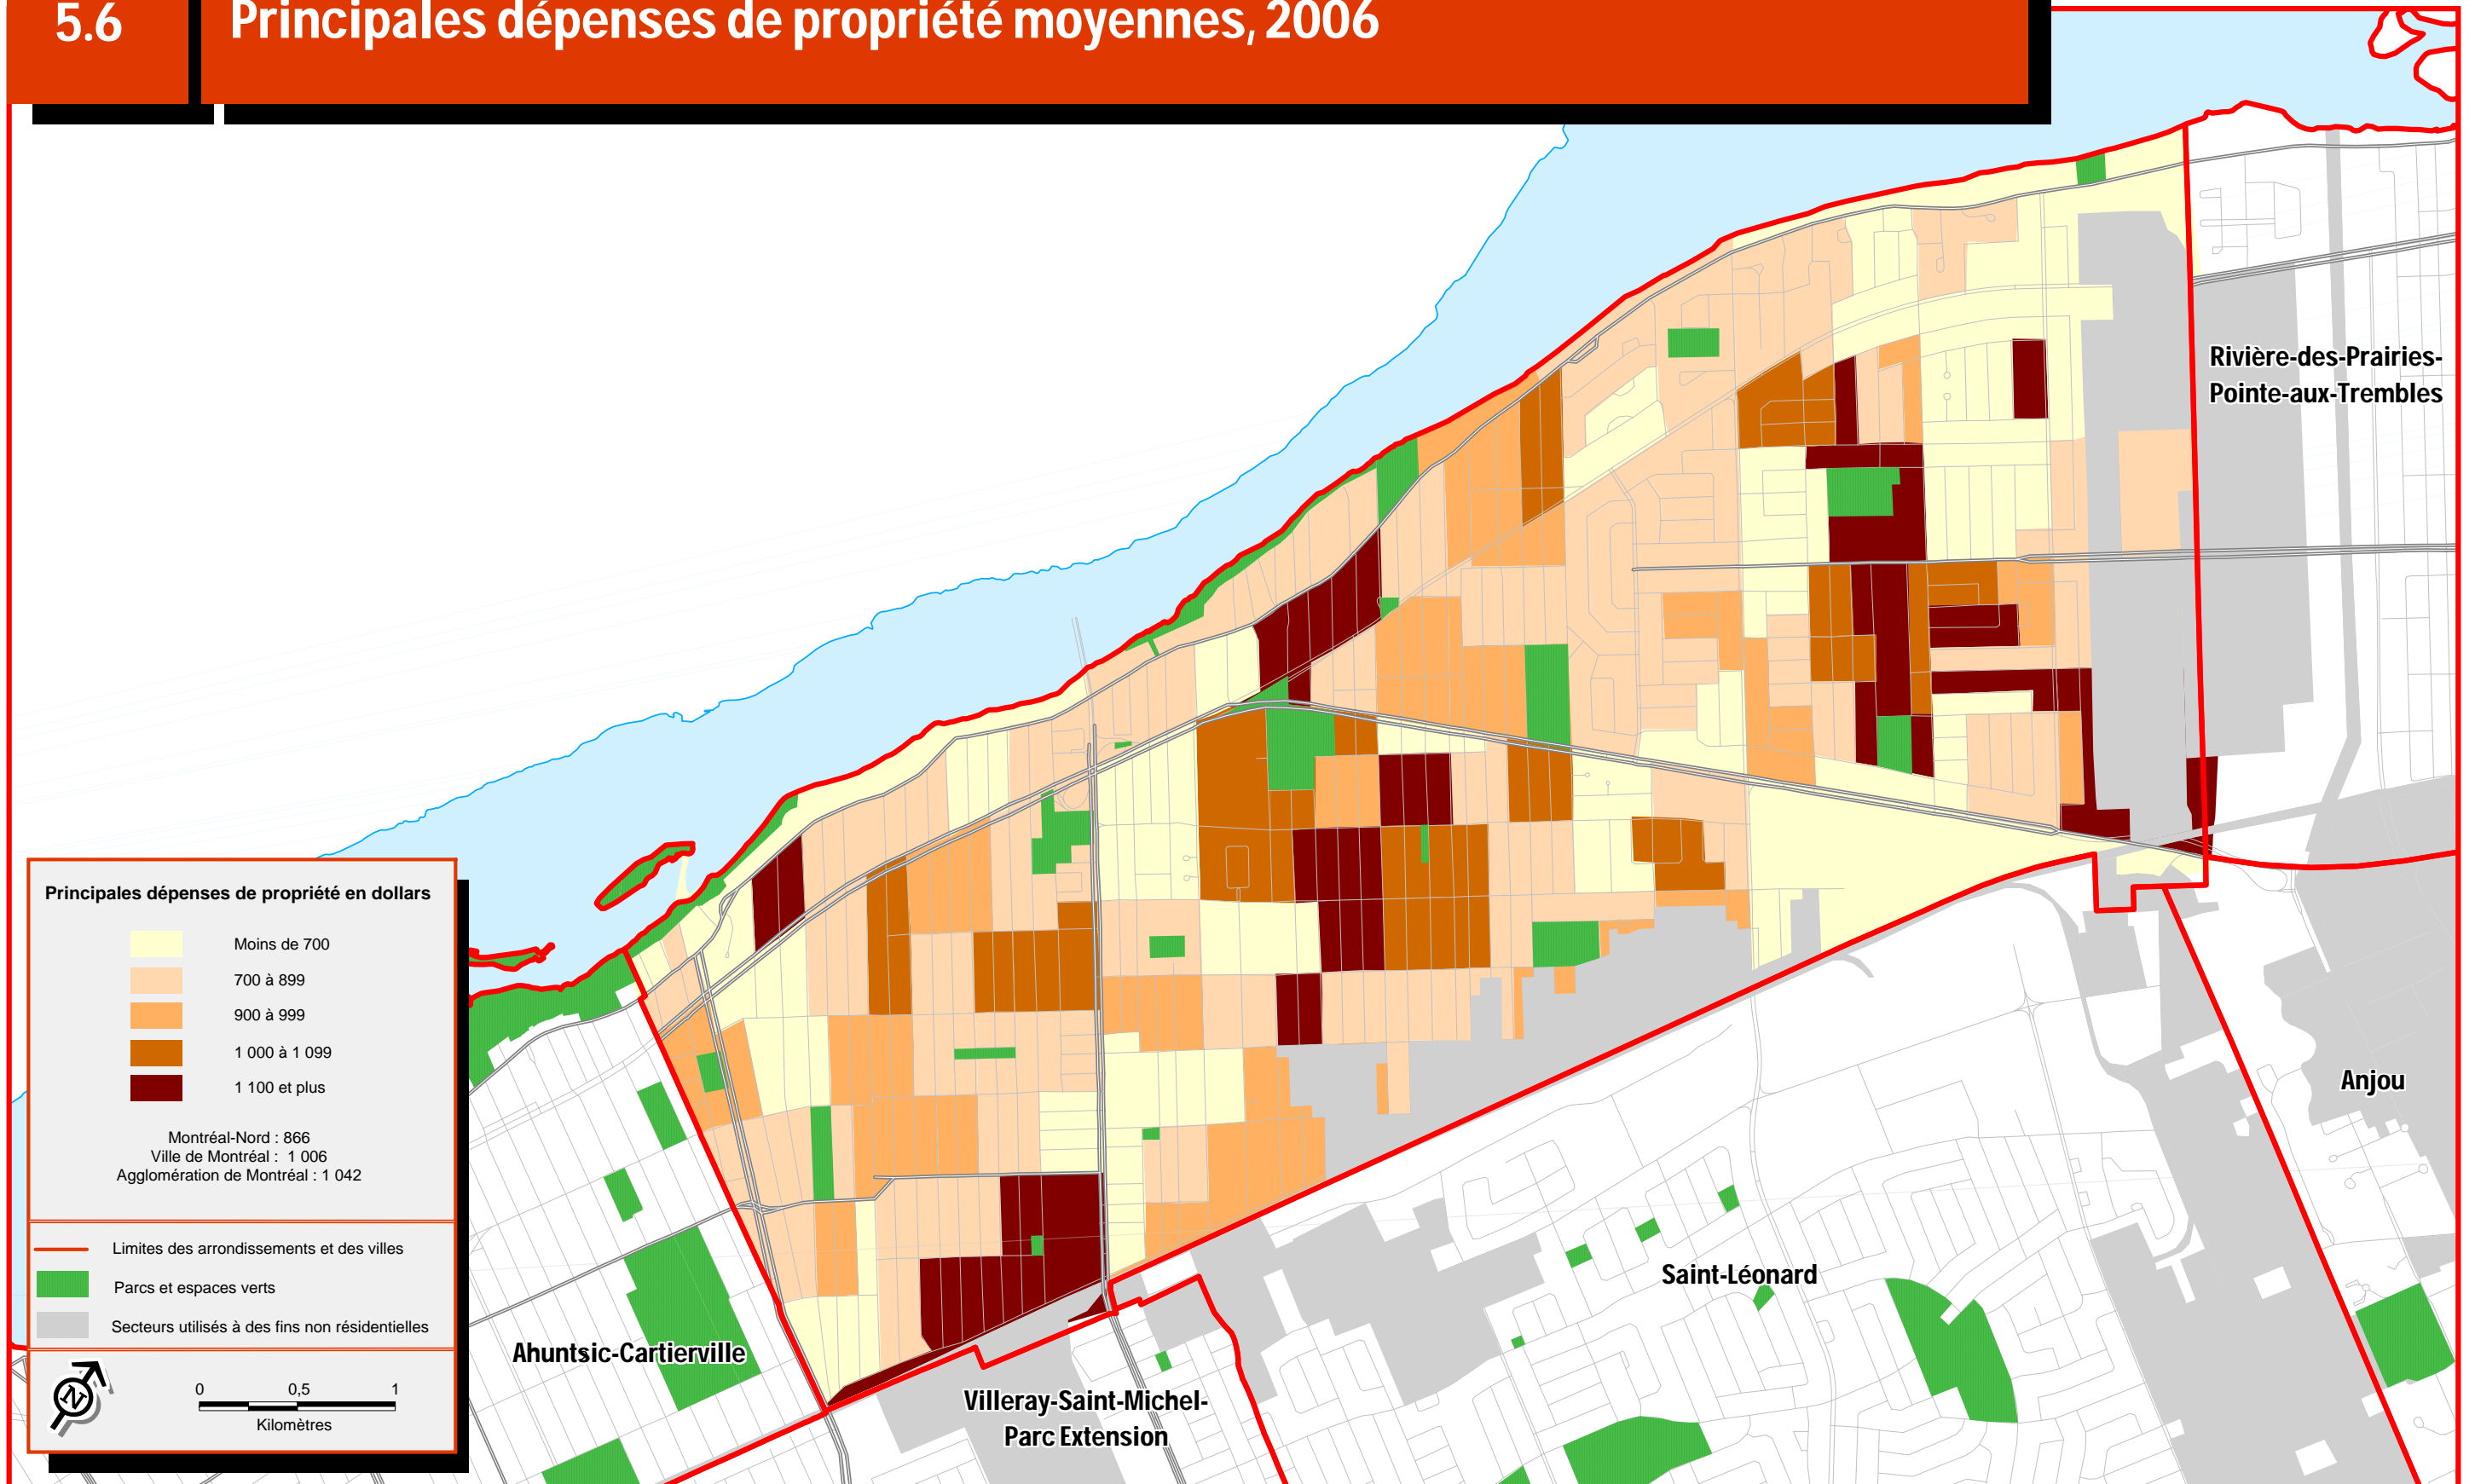 5.6
Principales dépenses de propriété moyennes, 2006
Rivière-des-Prairies-
Pointe-aux-Trembles
Principales dépenses de propriété en dollars
Moins de 700
700 à 899
900 à 999
1 000 à 1 099
1 100 et plus
Montréal-Nord : 866
Ville de Montréal : 1 006
Agglomération de Montréal : 1 042
Limites des arrondissements et des villes
Parcs et espaces verts
Secteurs utilisés à des fins non résidentielles
N
0 0,5 1
Kilomètres
Anjou
Saint-Léonard
Ahuntsic-Cartierville
Villeray-Saint-Michel-
Parc Extension